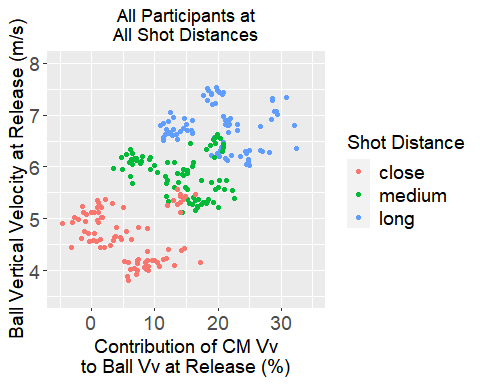 All Participants at
All Shot Distances
Ball Vertical Velocity at Release (m/s)
8
7
6
5
4
0
10
20
30
Contribution of CM Vv
to Ball Vv at Release (%)
Shot Distance
close
medium
long